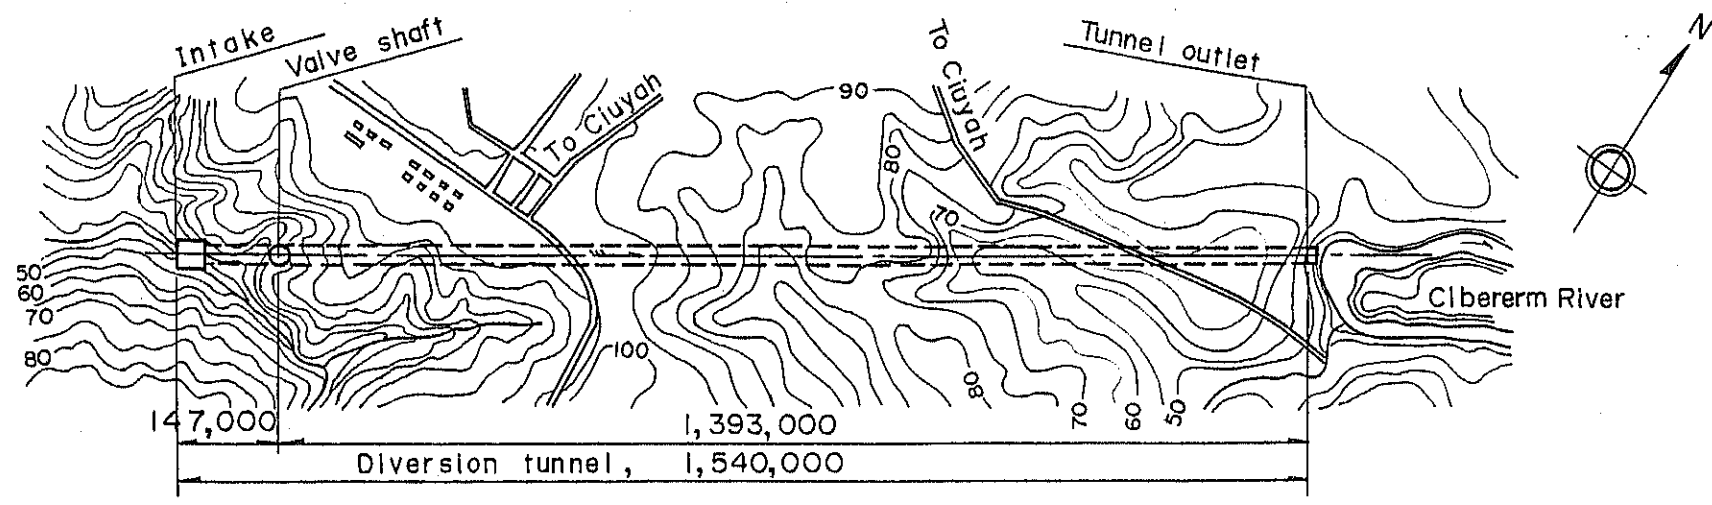 Intake
Valve shaft
To Ciuyah
90
To Ciuyah
Tunnel outlet
N
80
70
50
60
70
80
100
80
70
60
50
Cibererm River
147,000
1,393,000
Diversion tunnel, 1,540,000